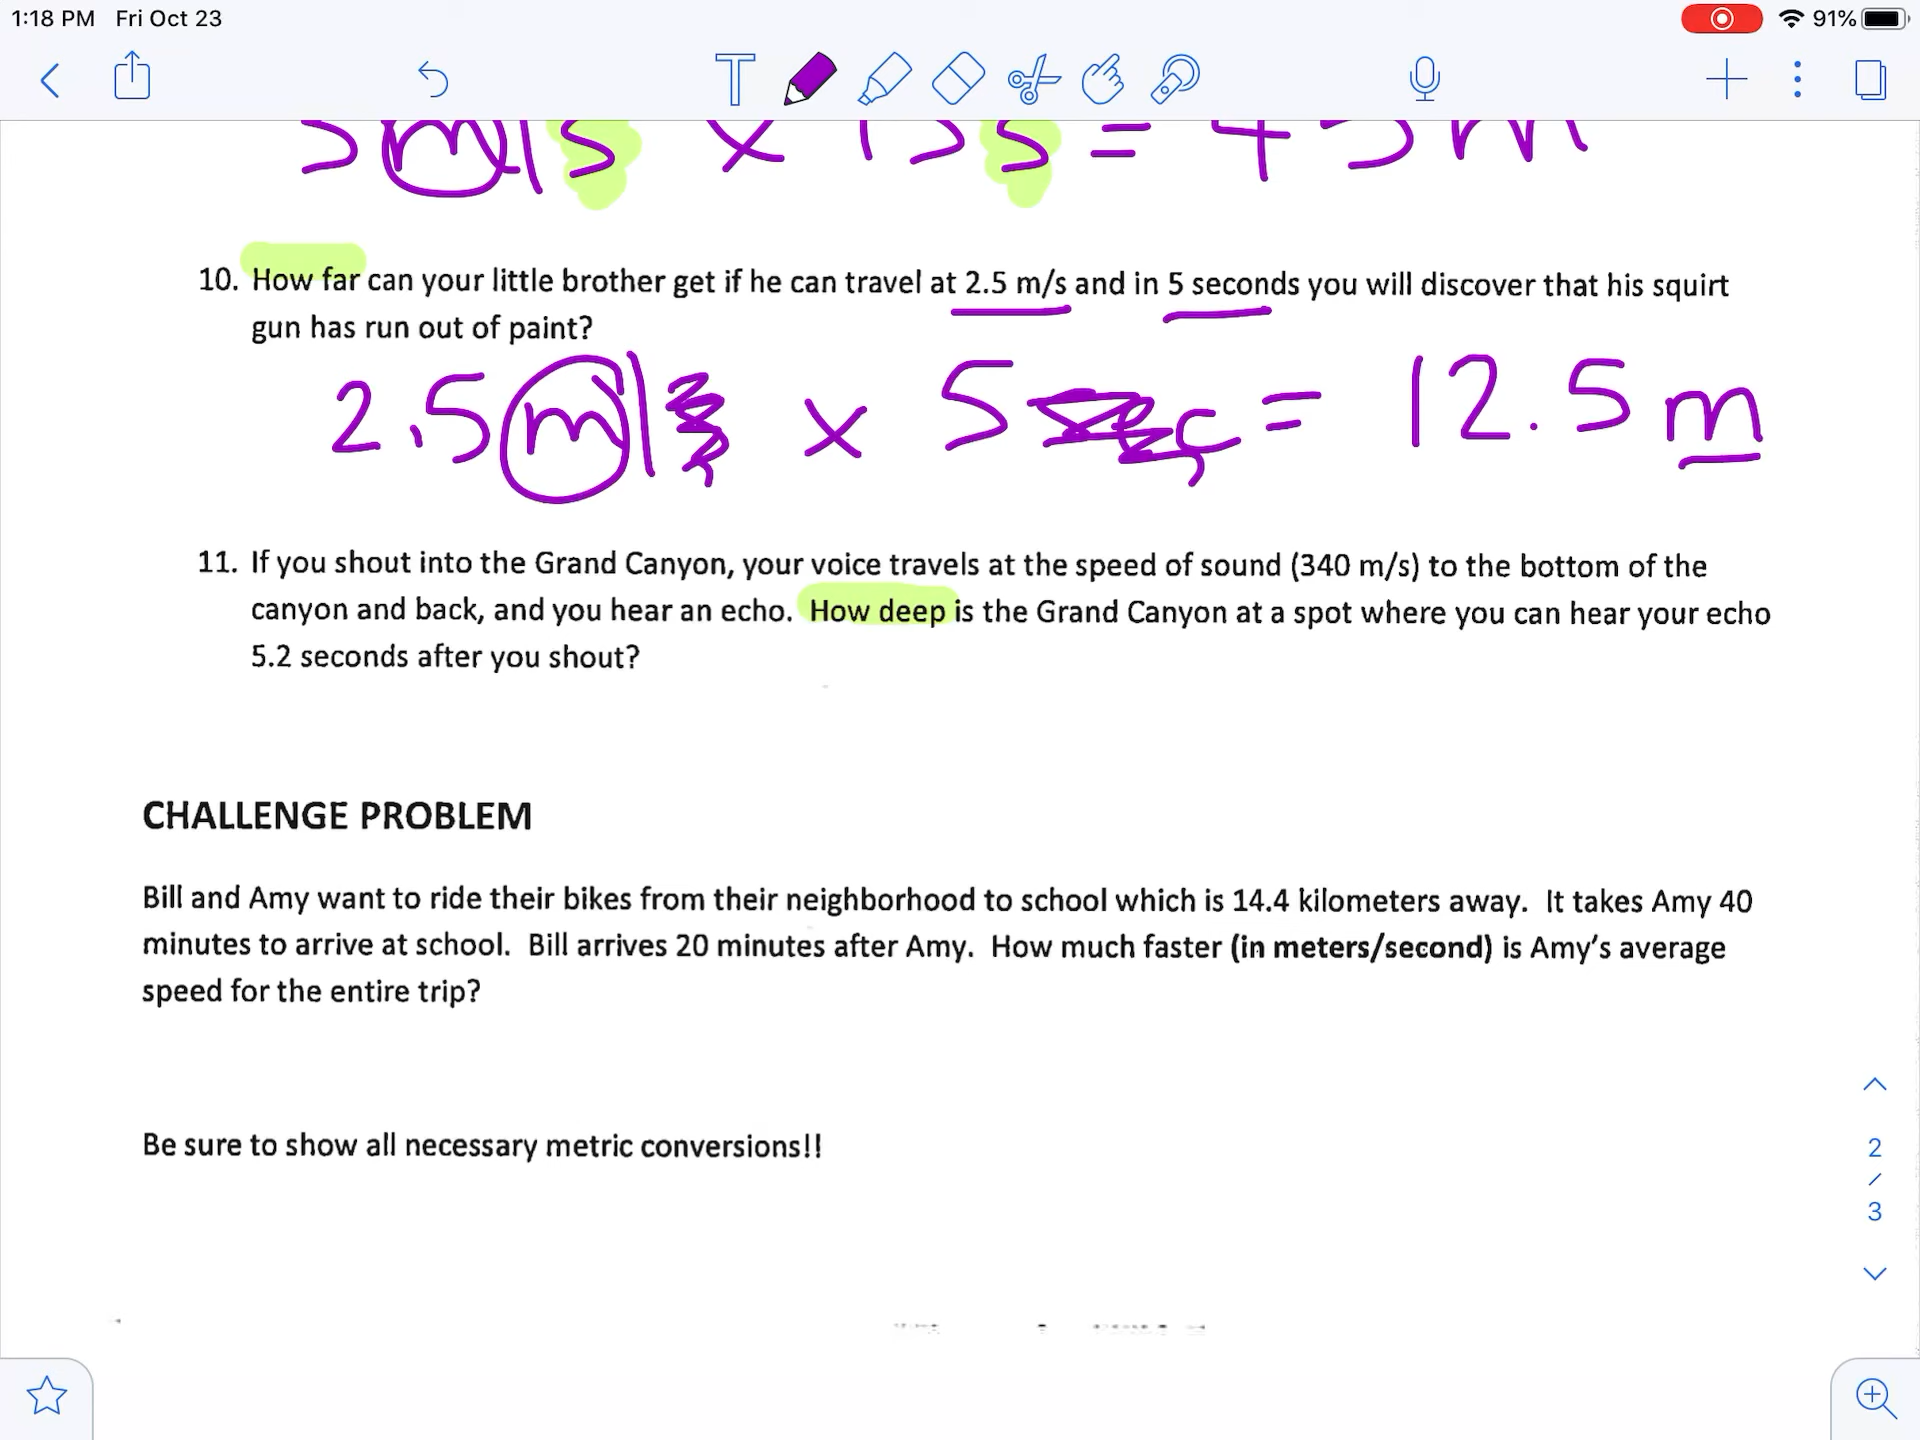 1:18 PM Fri Oct 23
91%
3 m/s x 15 s = 45 m
10. How far can your little brother get if he can travel at 2.5 m/s and in 5 seconds you will discover that his squirt
gun has run out of paint?
2.5 m/s x 5 sec = 12.5 m
11. If you shout into the Grand Canyon, your voice travels at the speed of sound (340 m/s) to the bottom of the
canyon and back, and you hear an echo. How deep is the Grand Canyon at a spot where you can hear your echo
5.2 seconds after you shout?
CHALLENGE PROBLEM
Bill and Amy want to ride their bikes from their neighborhood to school which is 14.4 kilometers away. It takes Amy 40
minutes to arrive at school. Bill arrives 20 minutes after Amy. How much faster (in meters/second) is Amy's average
speed for the entire trip?
Be sure to show all necessary metric conversions!!
2
/
3